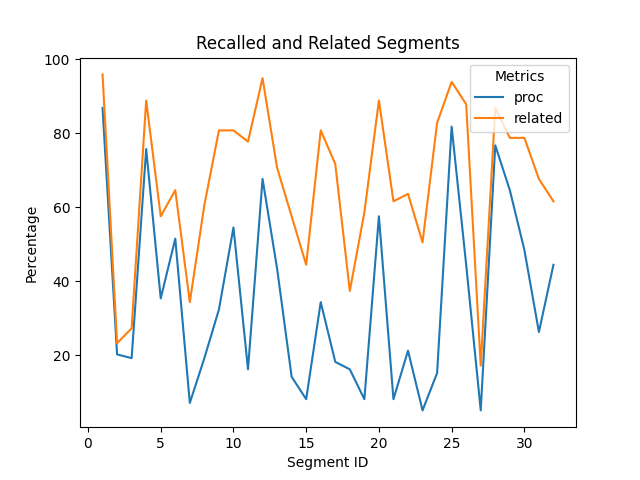 Recalled and Related Segments
Metrics
proc
related
Percentage
100
80
60
40
20
0
5
10
15
20
25
30
Segment ID